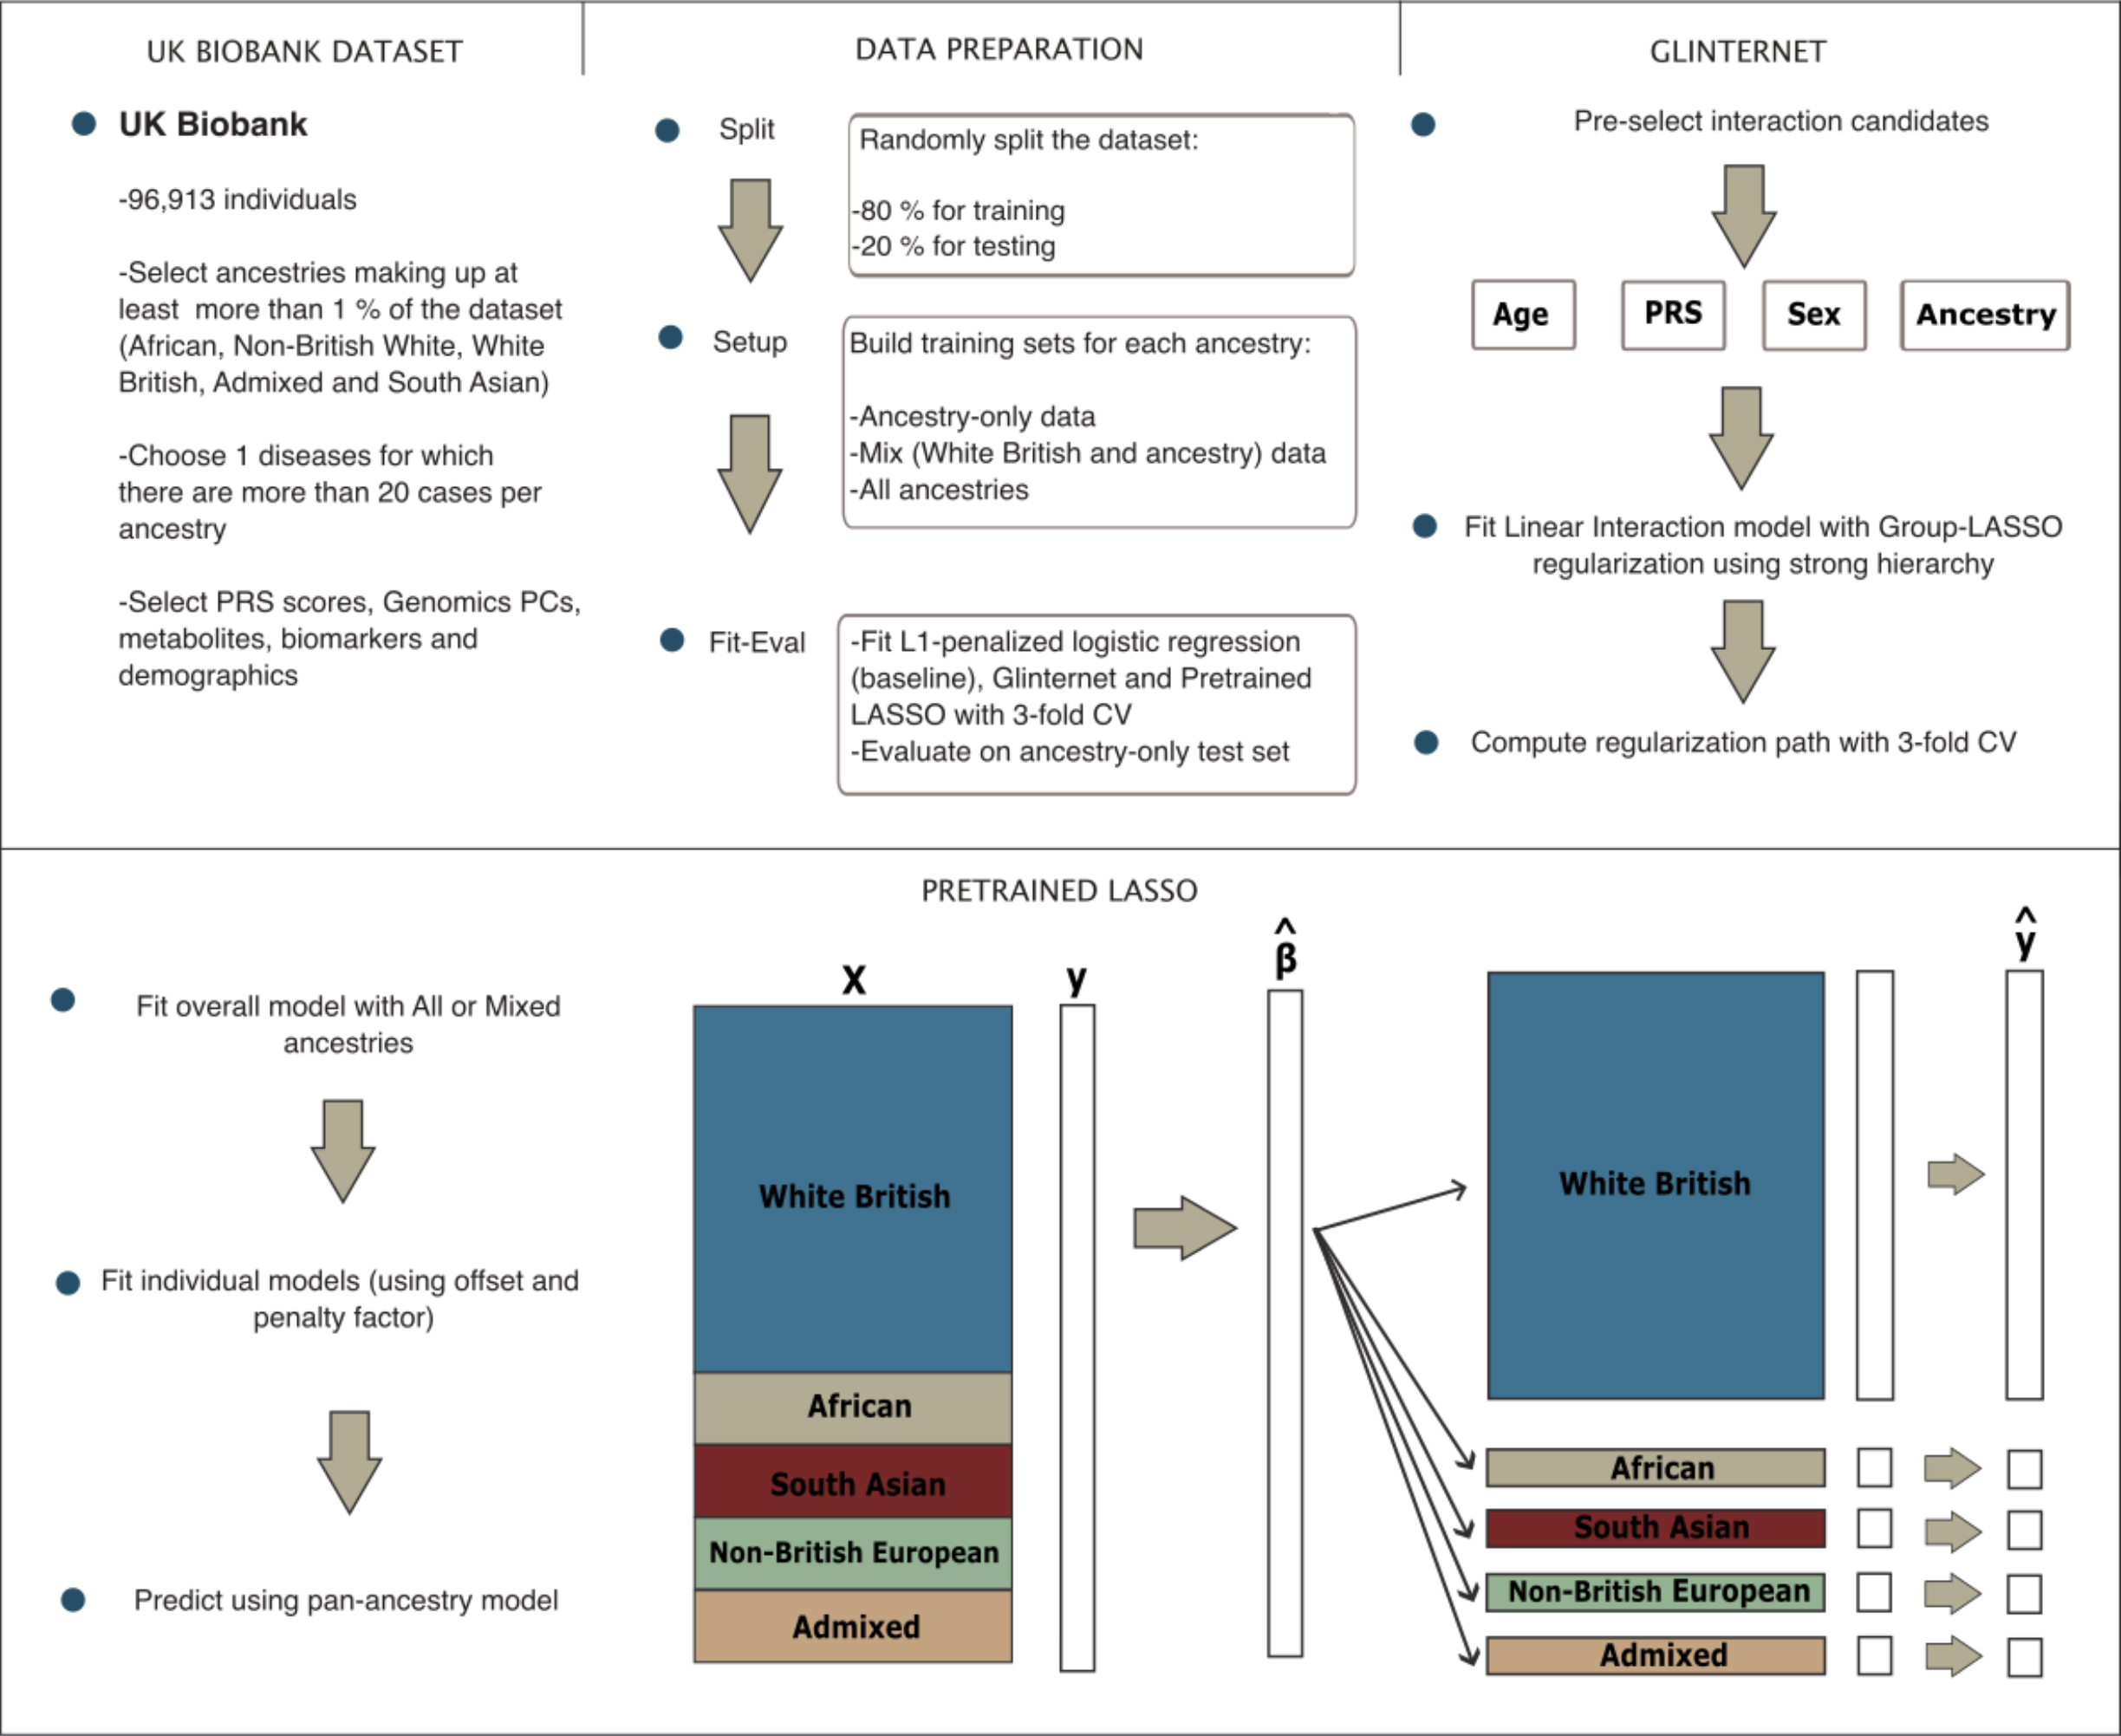 UK BIOBANK DATASET
UK Biobank
-96,913 individuals
-Select ancestries making up at
least more than 1 % of the dataset
(African, Non-British White, White
British, Admixed and South Asian)
-Choose 1 diseases for which
there are more than 20 cases per
ancestry
-Select PRS scores, Genomics PCs,
metabolites, biomarkers and
demographics
DATA PREPARATION
Split
Randomly split the dataset:
-80 % for training
-20 % for testing
Setup
Build training sets for each ancestry:
-Ancestry-only data
-Mix (White British and ancestry) data
-All ancestries
Fit-Eval
-Fit L1-penalized logistic regression
(baseline), Glinternet and Pretrained
LASSO with 3-fold CV
-Evaluate on ancestry-only test set
GLINTERNET
Pre-select interaction candidates
Age
PRS
Sex
Ancestry
Fit Linear Interaction model with Group-LASSO
regularization using strong hierarchy
Compute regularization path with 3-fold CV
PRETRAINED LASSO
Fit overall model with All or Mixed
ancestries
Fit individual models (using offset and
penalty factor)
Predict using pan-ancestry model
X
y
β̂
ŷ
White British
African
South Asian
Non-British European
Admixed
White British
African
South Asian
Non-British European
Admixed